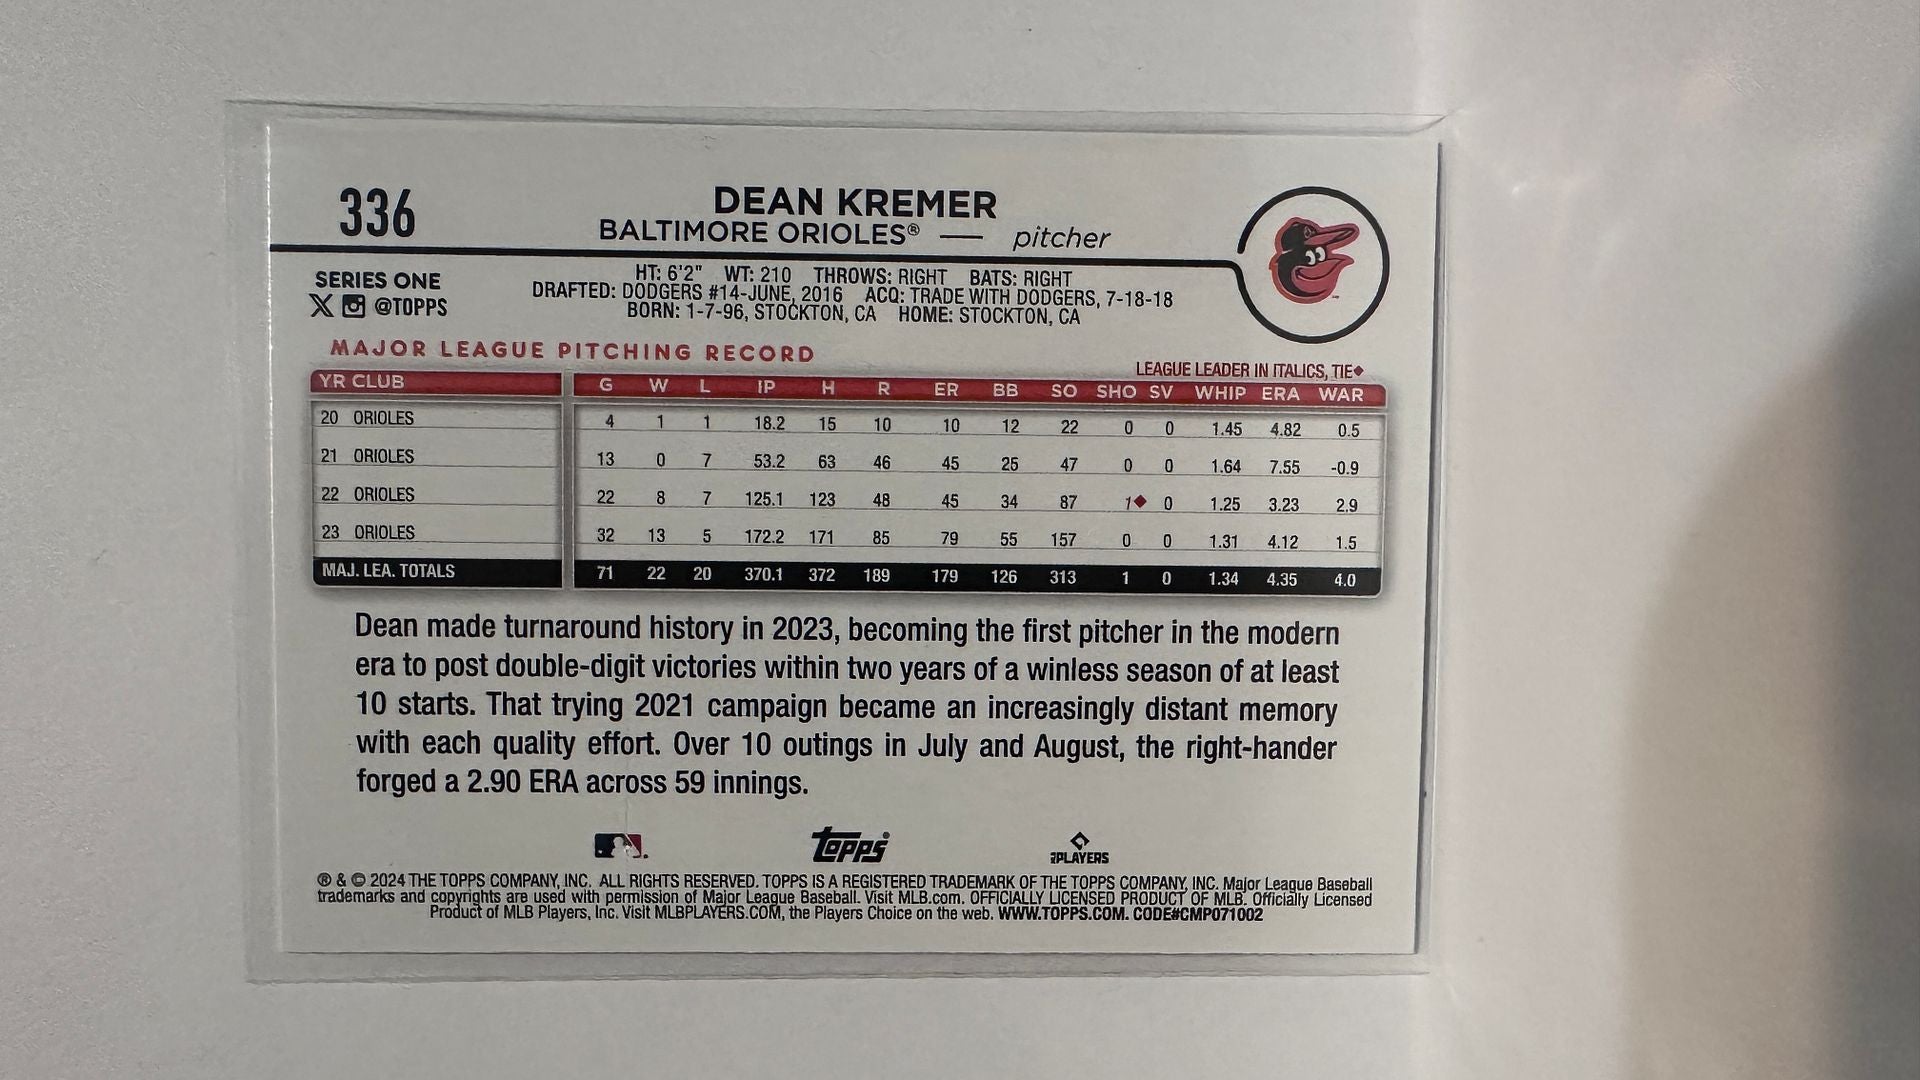 336
DEAN KREMER
BALTIMORE ORIOLES® — pitcher
SERIES ONE
@TOPPS
HT: 6'2" WT: 210 THROWS: RIGHT BATS: RIGHT
DRAFTED: DODGERS #14-JUNE, 2016 ACQ: TRADE WITH DODGERS, 7-18-18
BORN: 1-7-96, STOCKTON, CA HOME: STOCKTON, CA
MAJOR LEAGUE PITCHING RECORD
LEAGUE LEADER IN ITALICS, TIE♦
YR CLUB G W L IP H R ER BB SO SHO SV WHIP ERA WAR
20 ORIOLES 4 1 1 18.2 15 10 10 12 22 0 0 1.45 4.82 0.5
21 ORIOLES 13 0 7 53.2 63 46 45 25 47 0 0 1.64 7.55 -0.9
22 ORIOLES 22 8 7 125.1 123 48 45 34 87 1♦ 0 1.25 3.23 2.9
23 ORIOLES 32 13 5 172.2 171 85 79 55 157 0 0 1.31 4.12 1.5
MAJ. LEA. TOTALS 71 22 20 370.1 372 189 179 126 313 1 0 1.34 4.35 4.0
Dean made turnaround history in 2023, becoming the first pitcher in the modern
era to post double-digit victories within two years of a winless season of at least
10 starts. That trying 2021 campaign became an increasingly distant memory
with each quality effort. Over 10 outings in July and August, the right-hander
forged a 2.90 ERA across 59 innings.
Topps
PLAYERS
® & © 2024 THE TOPPS COMPANY, INC. ALL RIGHTS RESERVED. TOPPS IS A REGISTERED TRADEMARK OF THE TOPPS COMPANY, INC. Major League Baseball
trademarks and copyrights are used with permission of Major League Baseball. Visit MLB.com. OFFICIALLY LICENSED PRODUCT OF MLB. Officially Licensed
Product of MLB Players, Inc. Visit MLBPLAYERS.COM, the Players Choice on the web. WWW.TOPPS.COM. CODE#CMP071002